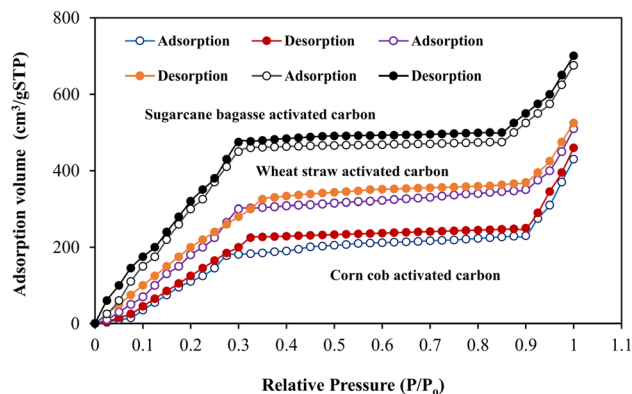 800
Adsorption
Desorption
Adsorption
Desorption
Adsorption
Desorption
600
Sugarcane bagasse activated carbon
400
Wheat straw activated carbon
200
Corn cob activated carbon
0
0 0.1 0.2 0.3 0.4 0.5 0.6 0.7 0.8 0.9 1
Adsorption volume (cm³/gSTP)
Relative Pressure (P/Pₒ)